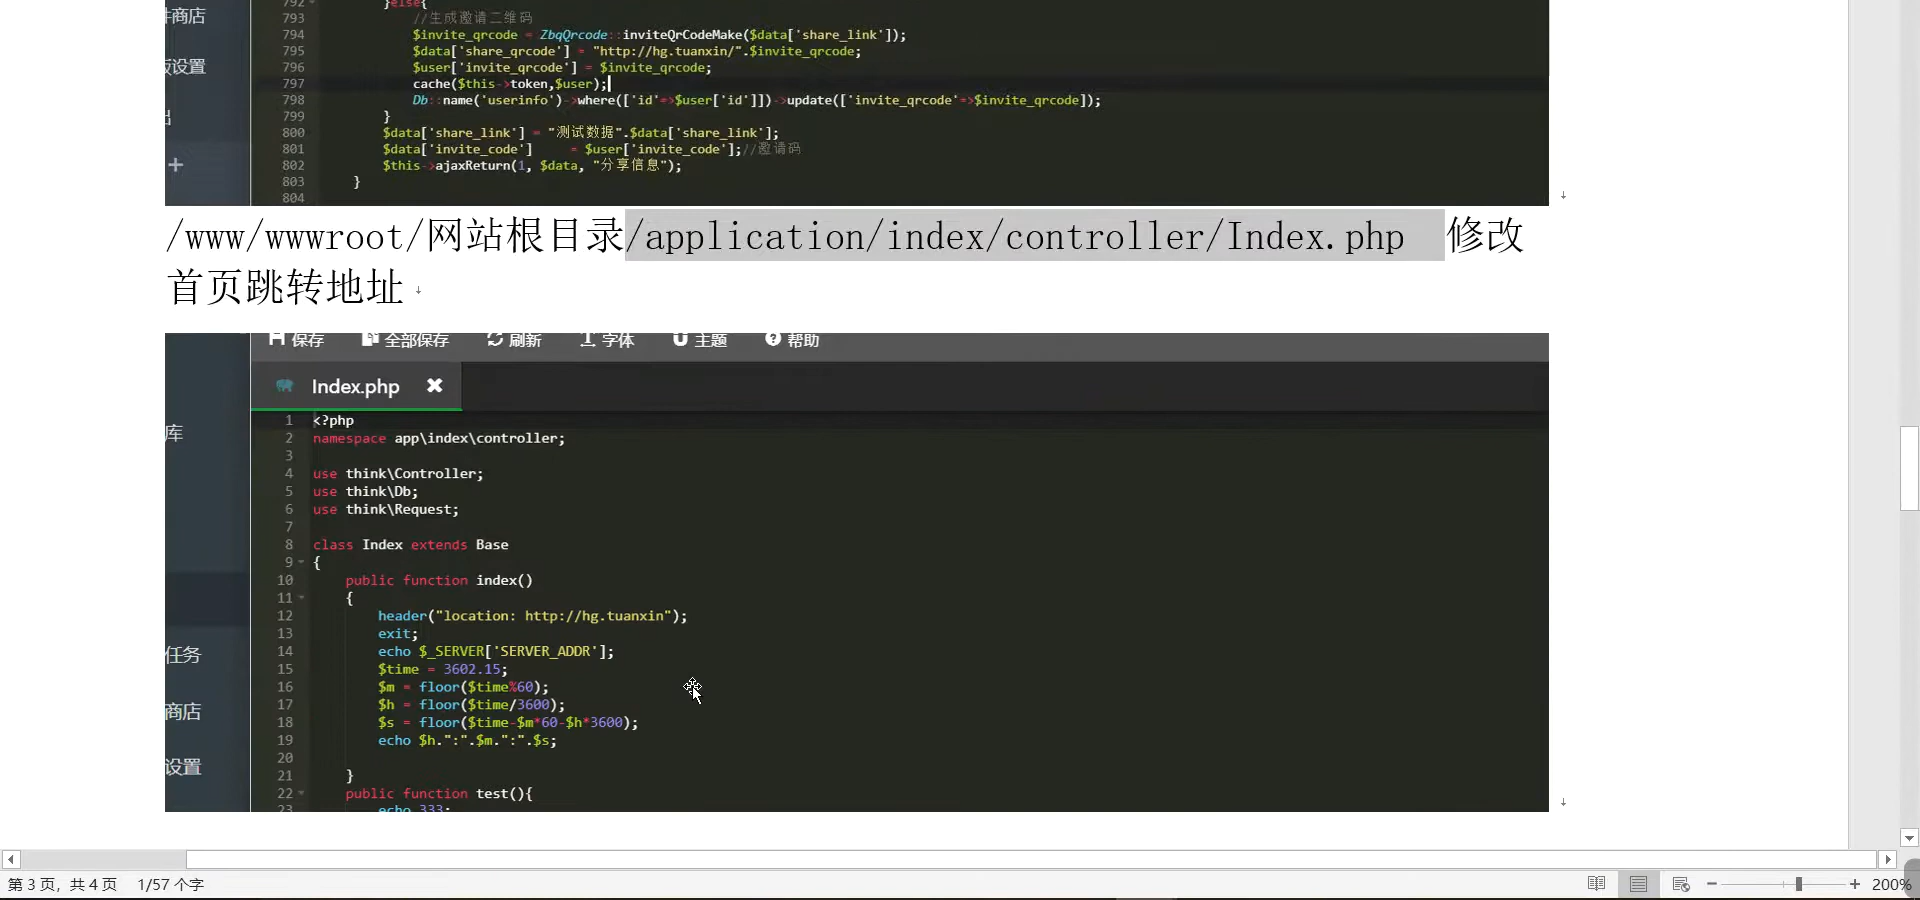 792 }else{
793 //生成邀请二维码
794 $invite_qrcode = ZbqQrcode::inviteQrCodeMake($data['share_link']);
795 $data['share_qrcode'] = "http://hg.tuanxin/".$invite_qrcode;
796 $user['invite_qrcode'] = $invite_qrcode;
797 cache($this->token,$user);
798 Db::name('userinfo')->where(['id'=>$user['id']])->update(['invite_qrcode'=>$invite_qrcode]);
799 }
800 $data['share_link'] = "测试数据".$data['share_link'];
801 $data['invite_code'] = $user['invite_code'];//邀请码
802 $this->ajaxReturn(1, $data, "分享信息");
803 }
804
商店
设置
/www/wwwroot/网站根目录/application/index/controller/Index.php 修改
首页跳转地址
保存 全部保存 刷新 字体 主题 帮助
Index.php
库
任务
商店
设置
1 <?php
2 namespace app\index\controller;
3
4 use think\Controller;
5 use think\Db;
6 use think\Request;
7
8 class Index extends Base
9 {
10 public function index()
11 {
12 header("location: http://hg.tuanxin");
13 exit;
14 echo $_SERVER['SERVER_ADDR'];
15 $time = 3602.15;
16 $m = floor($time%60);
17 $h = floor($time/3600);
18 $s = floor($time-$m*60-$h*3600);
19 echo $h.":".$m.":".$s;
20
21 }
22 public function test(){
23 echo 333;
第3页，共4页 1/57 个字 200%